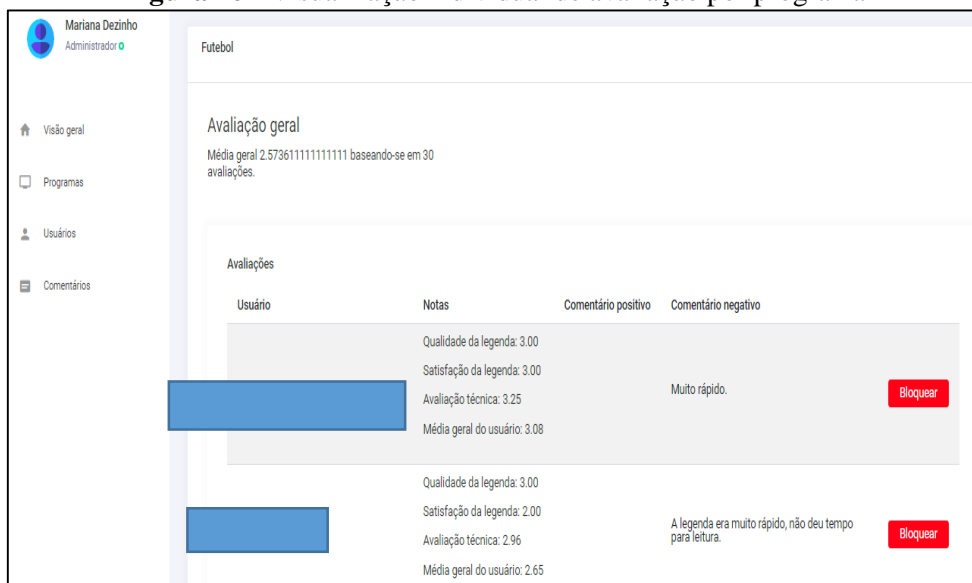 Mariana Dezinho
Administrador
Futebol
Visão geral
Programas
Usuários
Comentários
Avaliação geral
Média geral 2.573611111111111 baseando-se em 30
avaliações.
Avaliações
Usuário Notas Comentário positivo Comentário negativo
Qualidade da legenda: 3.00
Satisfação da legenda: 3.00
Avaliação técnica: 3.25
Média geral do usuário: 3.08
Muito rápido.
Bloquear
Qualidade da legenda: 3.00
Satisfação da legenda: 2.00
Avaliação técnica: 2.96
Média geral do usuário: 2.65
A legenda era muito rápido, não deu tempo
para leitura.
Bloquear